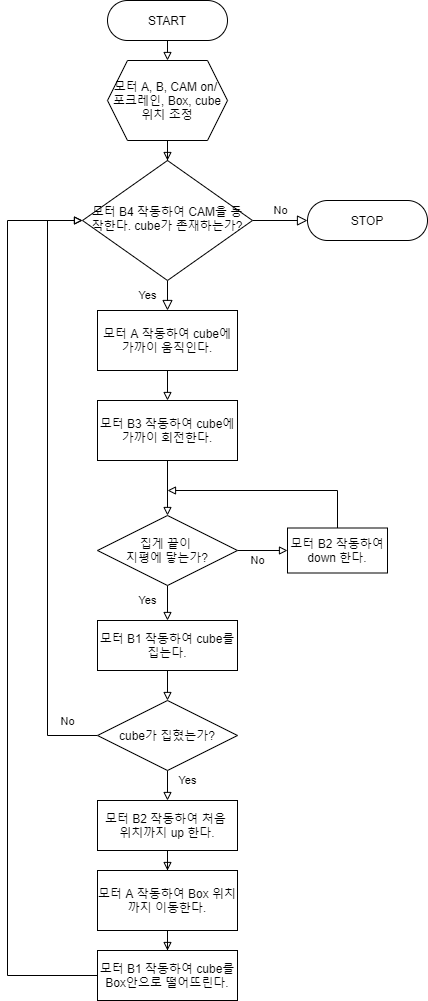 START
모터 A, B, CAM on/
포크레인, Box, cube
위치 조정
모터 B4 작동하여 CAM을 동
작한다. cube가 존재하는가?
No
STOP
Yes
모터 A 작동하여 cube에
가까이 움직인다.
모터 B3 작동하여 cube에
가까이 회전한다.
집게 끝이
지평에 닿는가?
No
모터 B2 작동하여
down 한다.
Yes
모터 B1 작동하여 cube를
집는다.
cube가 집혔는가?
No
Yes
모터 B2 작동하여 처음
위치까지 up 한다.
모터 A 작동하여 Box 위치
까지 이동한다.
모터 B1 작동하여 cube를
Box안으로 떨어뜨린다.